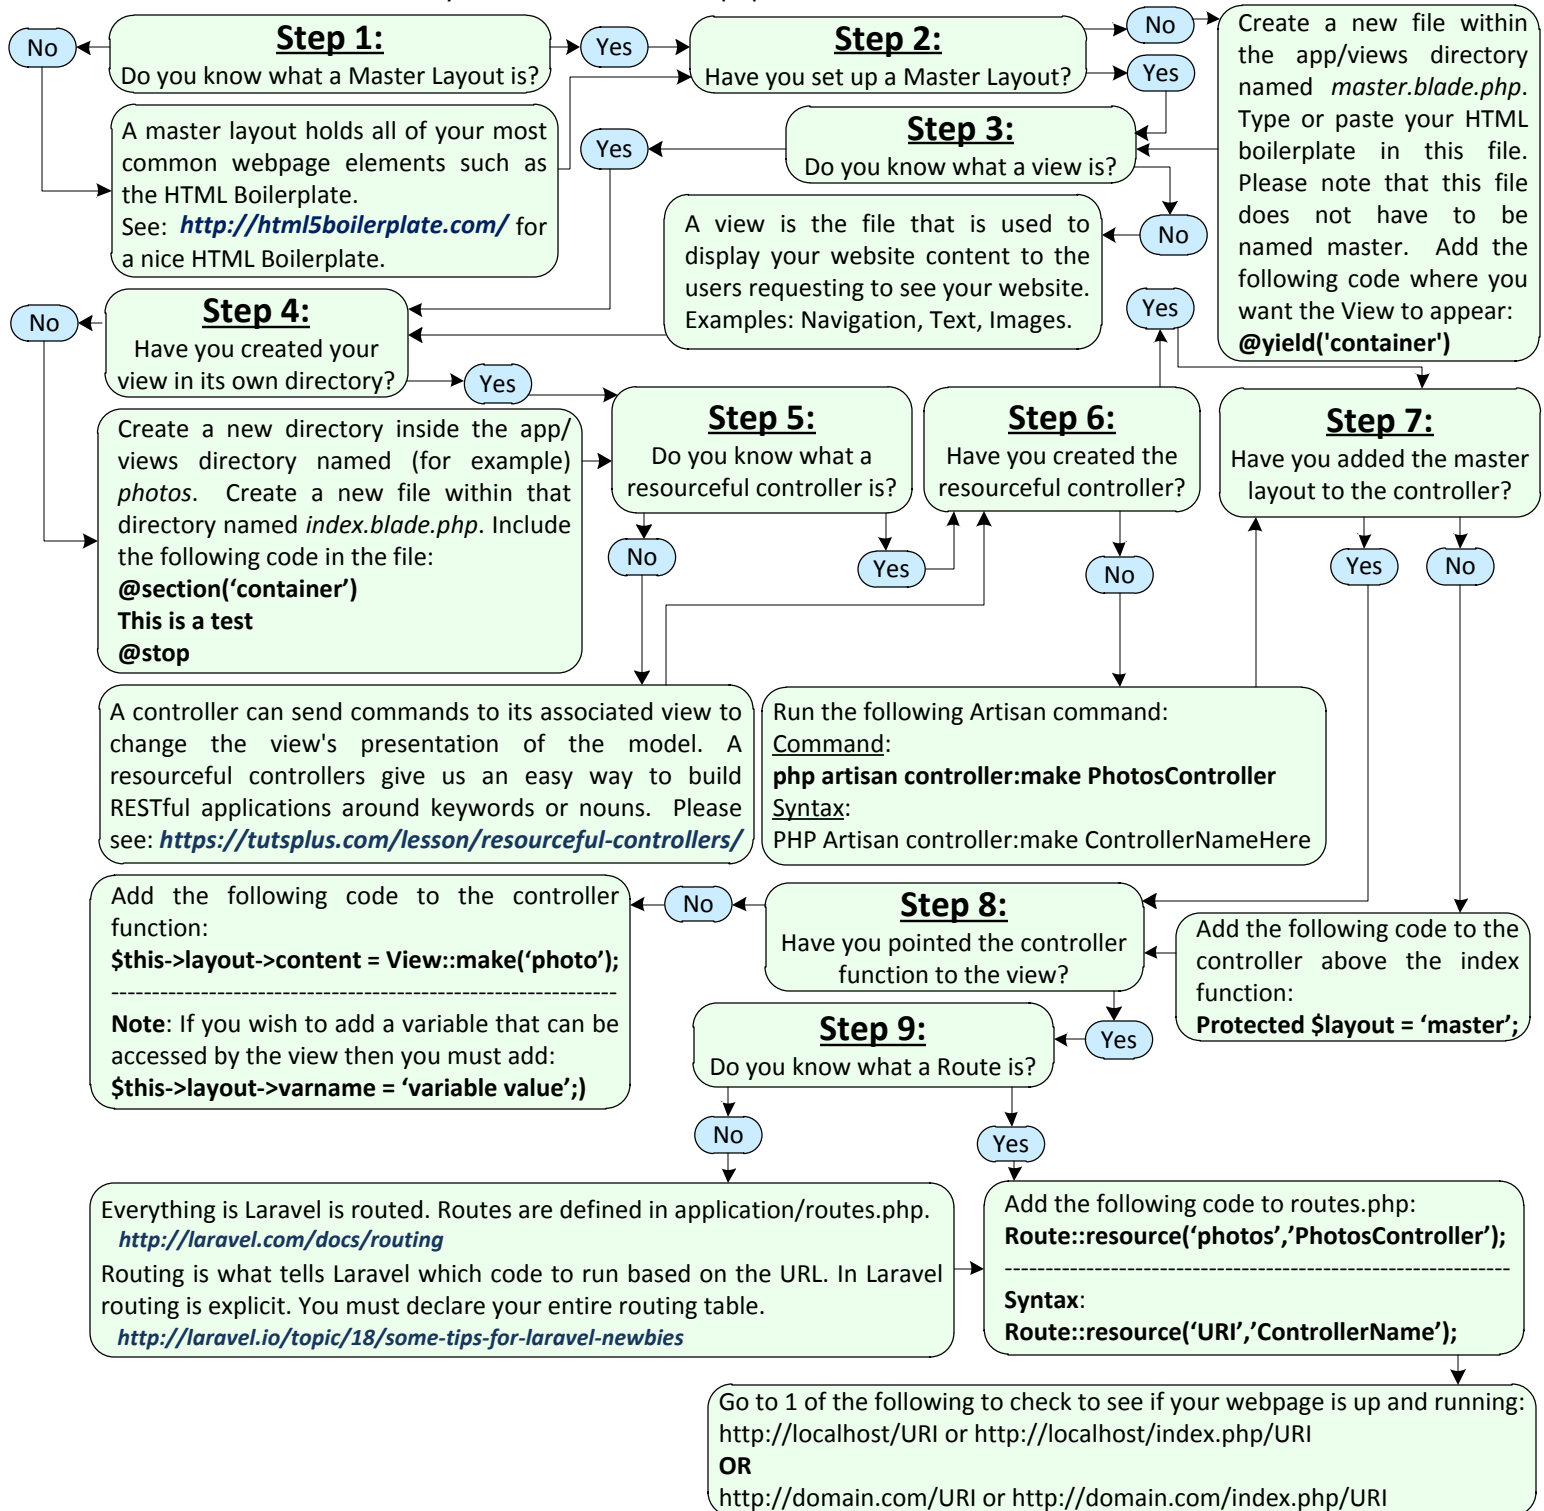 No
Step 1:
Do you know what a Master Layout is?
Yes
Step 2:
Have you set up a Master Layout?
No
Yes
Create a new file within
the app/views directory
named master.blade.php.
Type or paste your HTML
boilerplate in this file.
Please note that this file
does not have to be
named master. Add the
following code where you
want the View to appear:
@yield('container')
A master layout holds all of your most
common webpage elements such as
the HTML Boilerplate.
See: http://html5boilerplate.com/ for
a nice HTML Boilerplate.
Yes
Step 3:
Do you know what a view is?
No
A view is the file that is used to
display your website content to the
users requesting to see your website.
Examples: Navigation, Text, Images.
No
Step 4:
Have you created your
view in its own directory?
Yes
Create a new directory inside the app/
views directory named (for example)
photos. Create a new file within that
directory named index.blade.php. Include
the following code in the file:
@section(‘container’)
This is a test
@stop
Step 5:
Do you know what a
resourceful controller is?
No
Yes
Step 6:
Have you created the
resourceful controller?
Yes
No
Step 7:
Have you added the master
layout to the controller?
Yes
No
A controller can send commands to its associated view to
change the view's presentation of the model. A
resourceful controllers give us an easy way to build
RESTful applications around keywords or nouns. Please
see: https://tutsplus.com/lesson/resourceful-controllers/
Run the following Artisan command:
Command:
php artisan controller:make PhotosController
Syntax:
PHP Artisan controller:make ControllerNameHere
Add the following code to the controller
function:
$this->layout->content = View::make(‘photo’);
--------------------------------------------------------------
Note: If you wish to add a variable that can be
accessed by the view then you must add:
$this->layout->varname = ‘variable value’;)
No
Step 8:
Have you pointed the controller
function to the view?
Yes
Add the following code to the
controller above the index
function:
Protected $layout = ‘master’;
Step 9:
Do you know what a Route is?
No
Yes
Everything is Laravel is routed. Routes are defined in application/routes.php.
http://laravel.com/docs/routing
Routing is what tells Laravel which code to run based on the URL. In Laravel
routing is explicit. You must declare your entire routing table.
http://laravel.io/topic/18/some-tips-for-laravel-newbies
Add the following code to routes.php:
Route::resource(‘photos’,’PhotosController’);
--------------------------------------------------------------
Syntax:
Route::resource(‘URI’,’ControllerName’);
Go to 1 of the following to check to see if your webpage is up and running:
http://localhost/URI or http://localhost/index.php/URI
OR
http://domain.com/URI or http://domain.com/index.php/URI